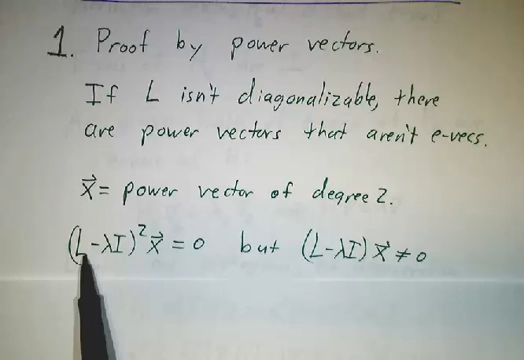 1. Proof by power vectors.
If L isn't diagonalizable, there
are power vectors that aren't e-vecs.
x⃗ = power vector of degree 2.
(L-λI)²x⃗ = 0 but (L-λI)x⃗ ≠ 0